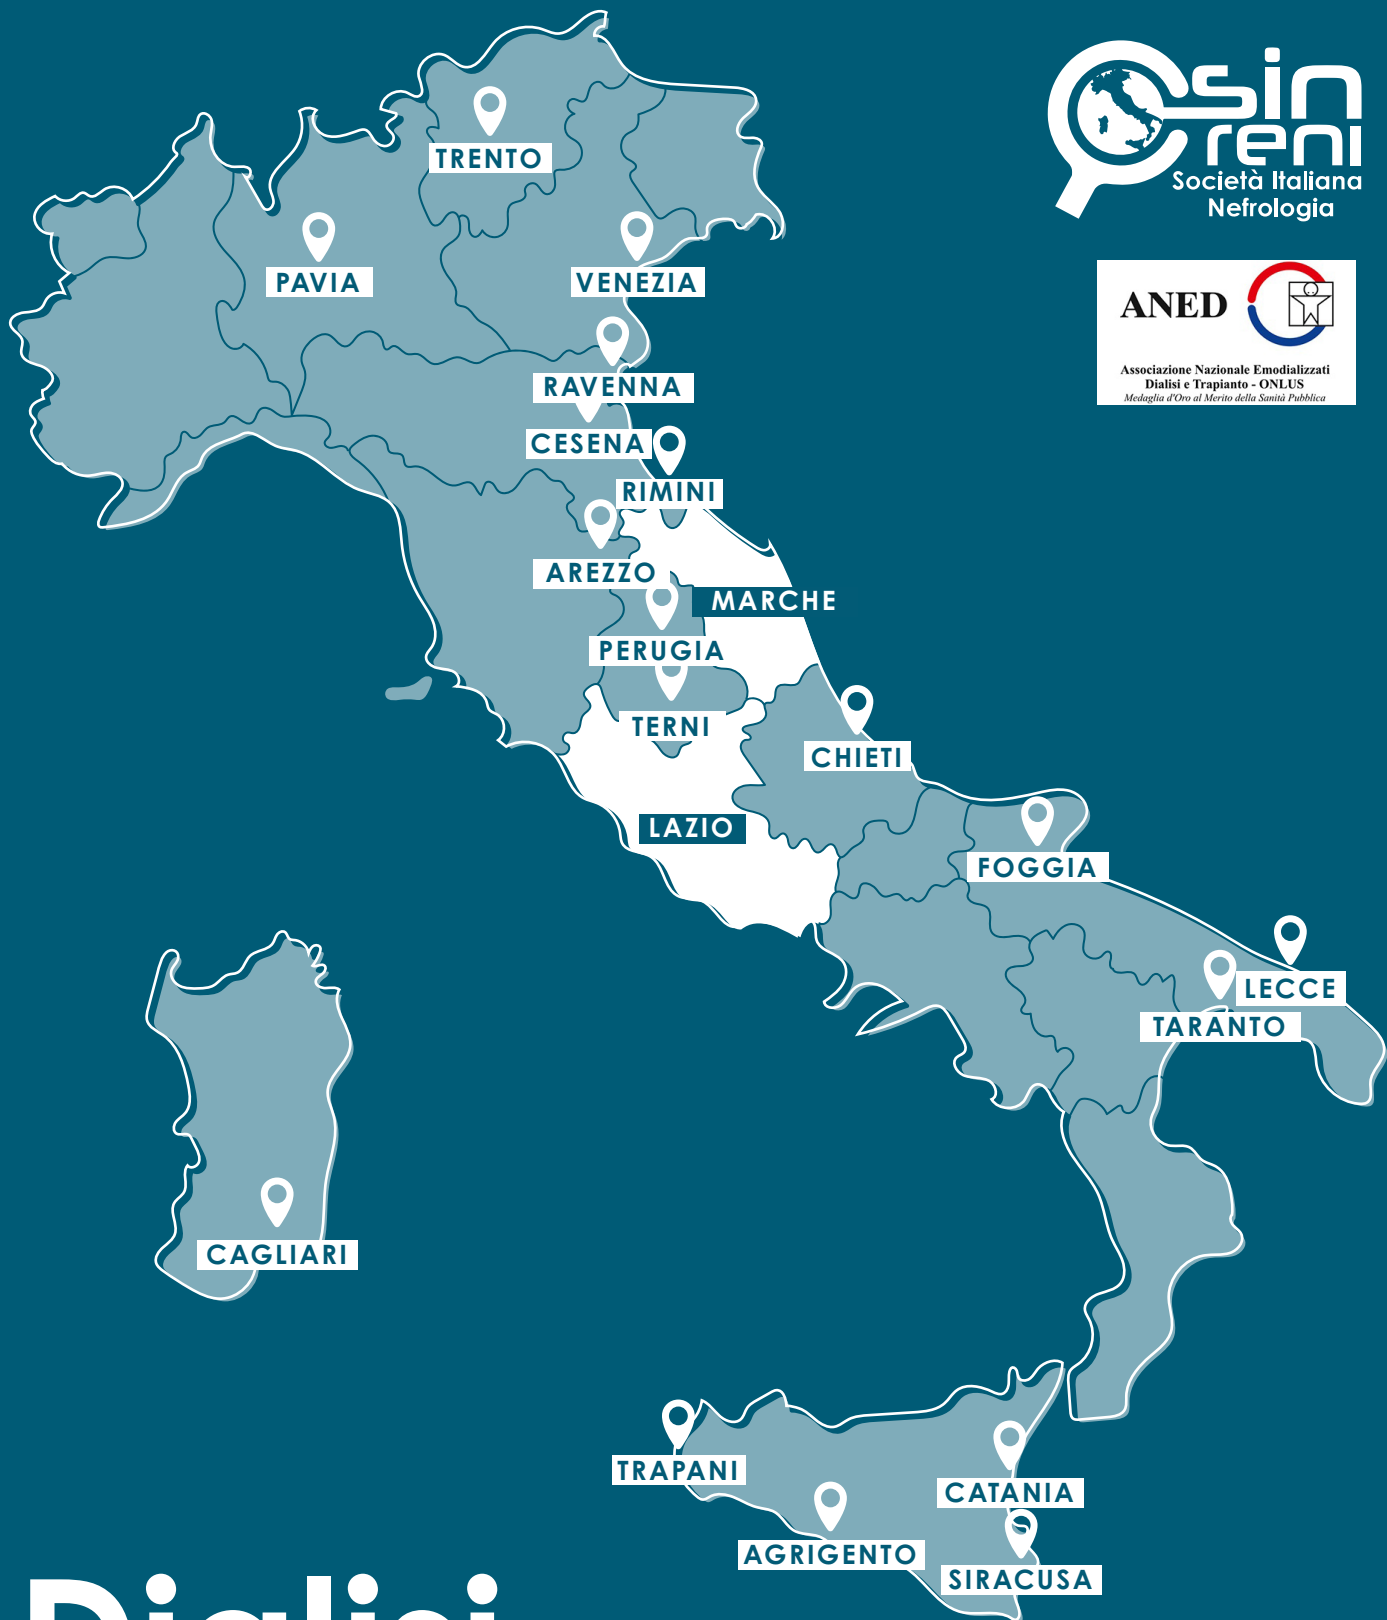 sin
reni
Società Italiana
Nefrologia
ANED
Associazione Nazionale Emodializzati
Dialisi e Trapianto - ONLUS
Medaglia d'Oro al Merito della Sanità Pubblica
TRENTO
PAVIA
VENEZIA
RAVENNA
CESENA
RIMINI
AREZZO
MARCHE
PERUGIA
TERNI
CHIETI
LAZIO
FOGGIA
LECCE
TARANTO
CAGLIARI
TRAPANI
CATANIA
AGRIGENTO
SIRACUSA
Dialisi